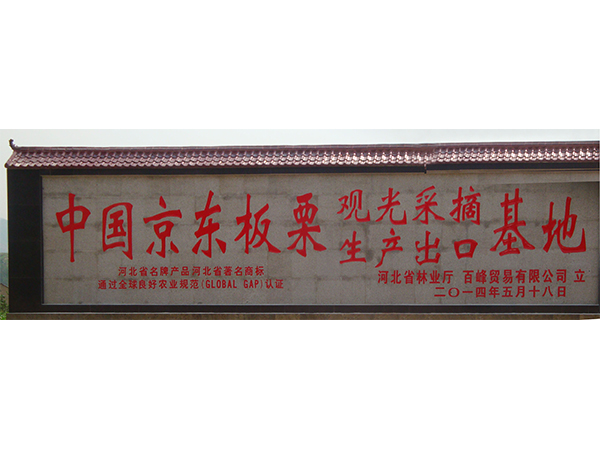 中国京东板栗观光采摘生产出口基地
河北省名牌产品河北省著名商标
通过全球良好农业规范(GLOBAL GAP)认证
河北省林业厅 百峰贸易有限公司 立
二〇一四年五月十八日